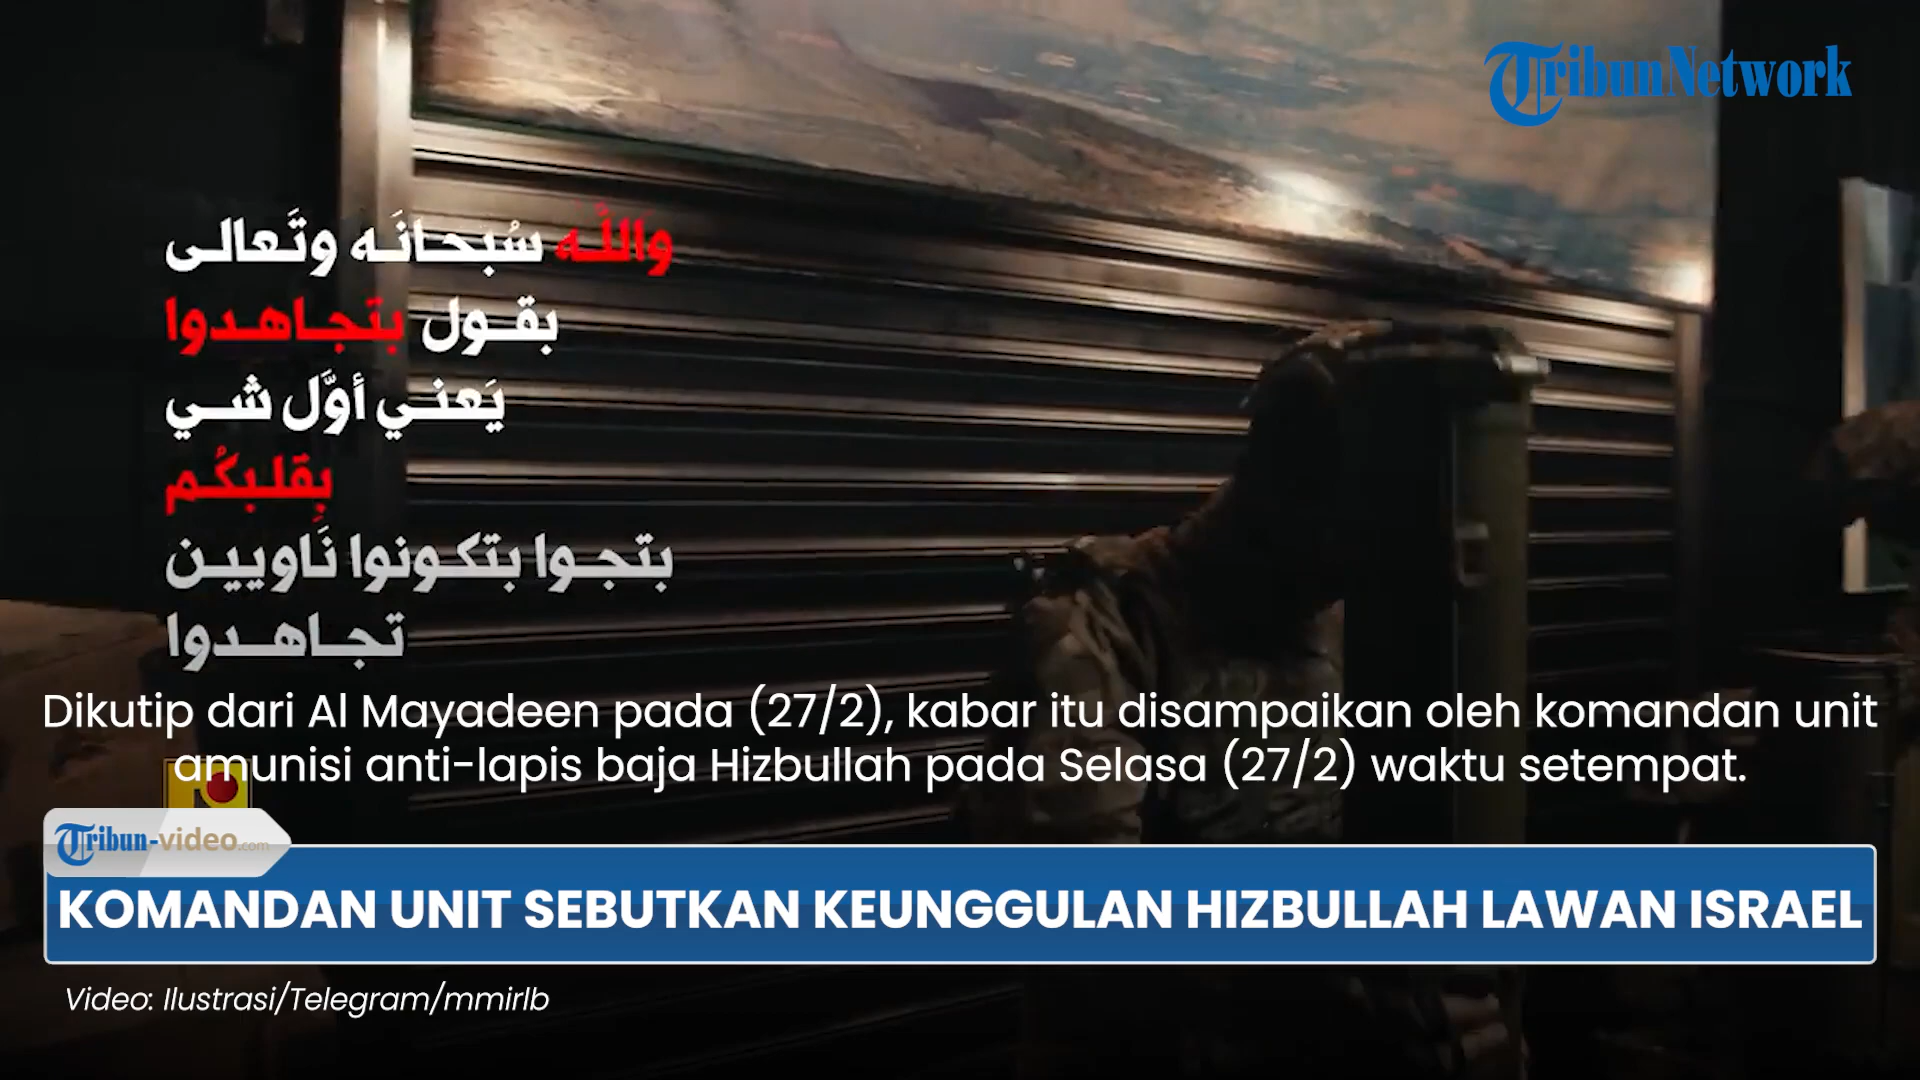 TribunNetwork
واللّٰه سُبحانَه وتَعالى
بقول بتجاهدوا
يَعني أوَّل شي
بِقلبكُم
بتجوا بتكونوا نَاويين
تجاهدوا
Dikutip dari Al Mayadeen pada (27/2), kabar itu disampaikan oleh komandan unit
amunisi anti-lapis baja Hizbullah pada Selasa (27/2) waktu setempat.
Tribun-video.com
KOMANDAN UNIT SEBUTKAN KEUNGGULAN HIZBULLAH LAWAN ISRAEL
Video: Ilustrasi/Telegram/mmirlb